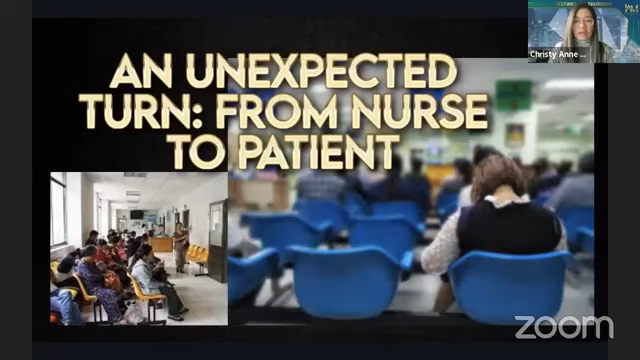 AN UNEXPECTED
TURN: FROM NURSE
TO PATIENT
Christy Anne ...
zoom